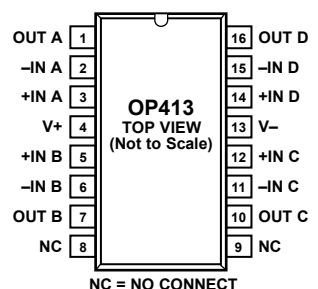 OUT A 1 16 OUT D
–IN A 2 15 –IN D
+IN A 3 14 +IN D
V+ 4 13 V–
+IN B 5 12 +IN C
–IN B 6 11 –IN C
OUT B 7 10 OUT C
NC 8 9 NC
OP413
TOP VIEW
(Not to Scale)
NC = NO CONNECT